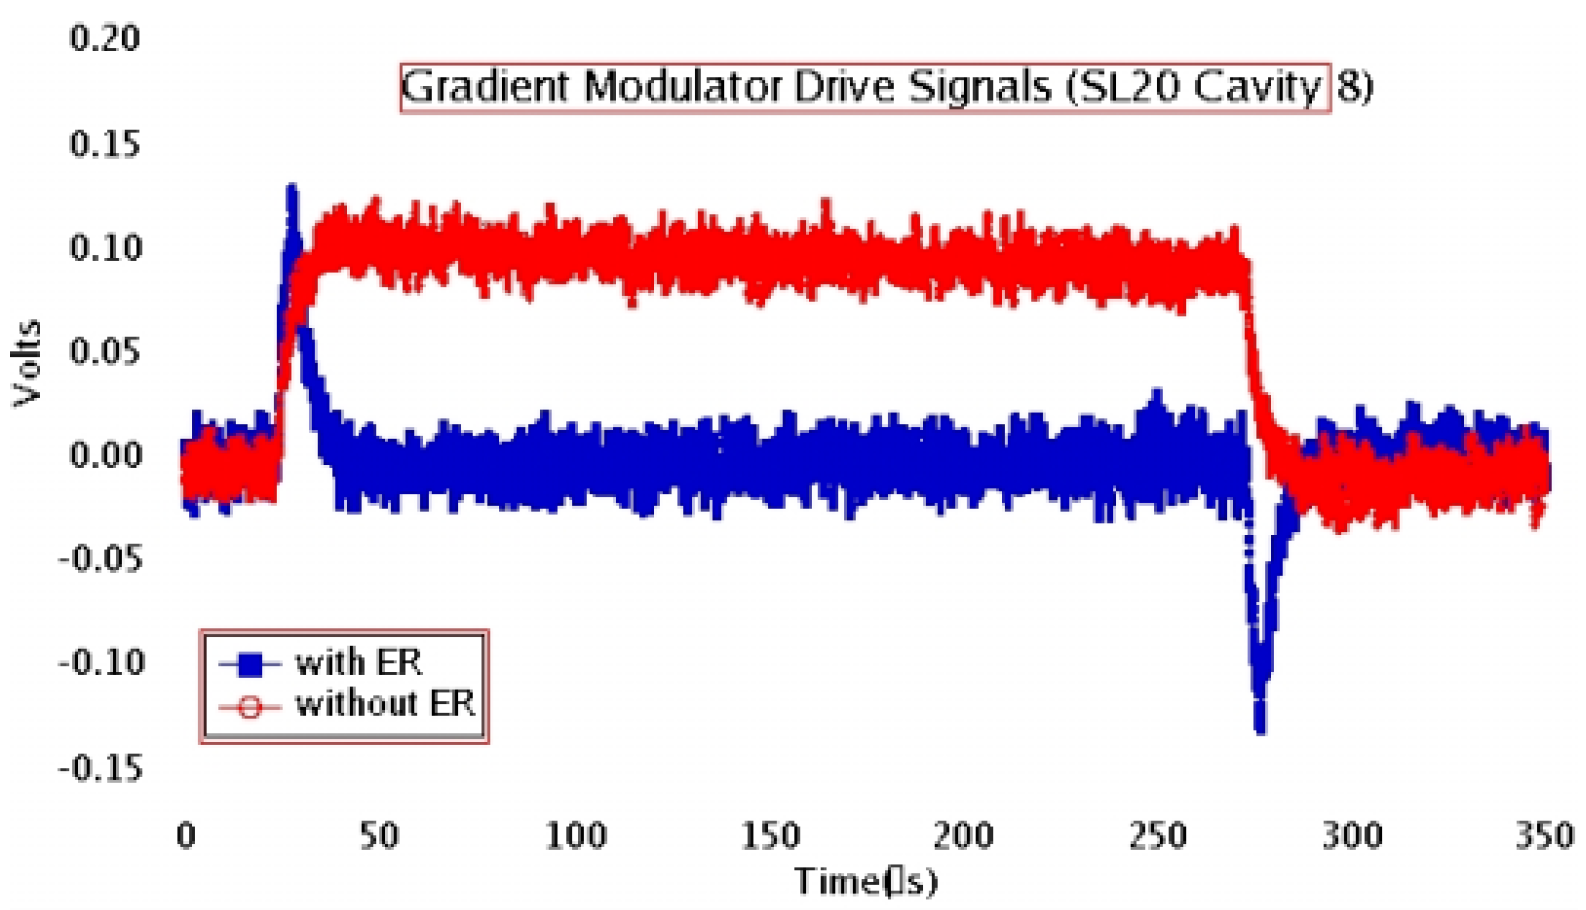 0.20
Gradient Modulator Drive Signals (SL20 Cavity 8)
0.15
0.10
0.05
0.00
-0.05
-0.10
-0.15
Volts
with ER
without ER
0 50 100 150 200 250 300 350
Time(▯s)